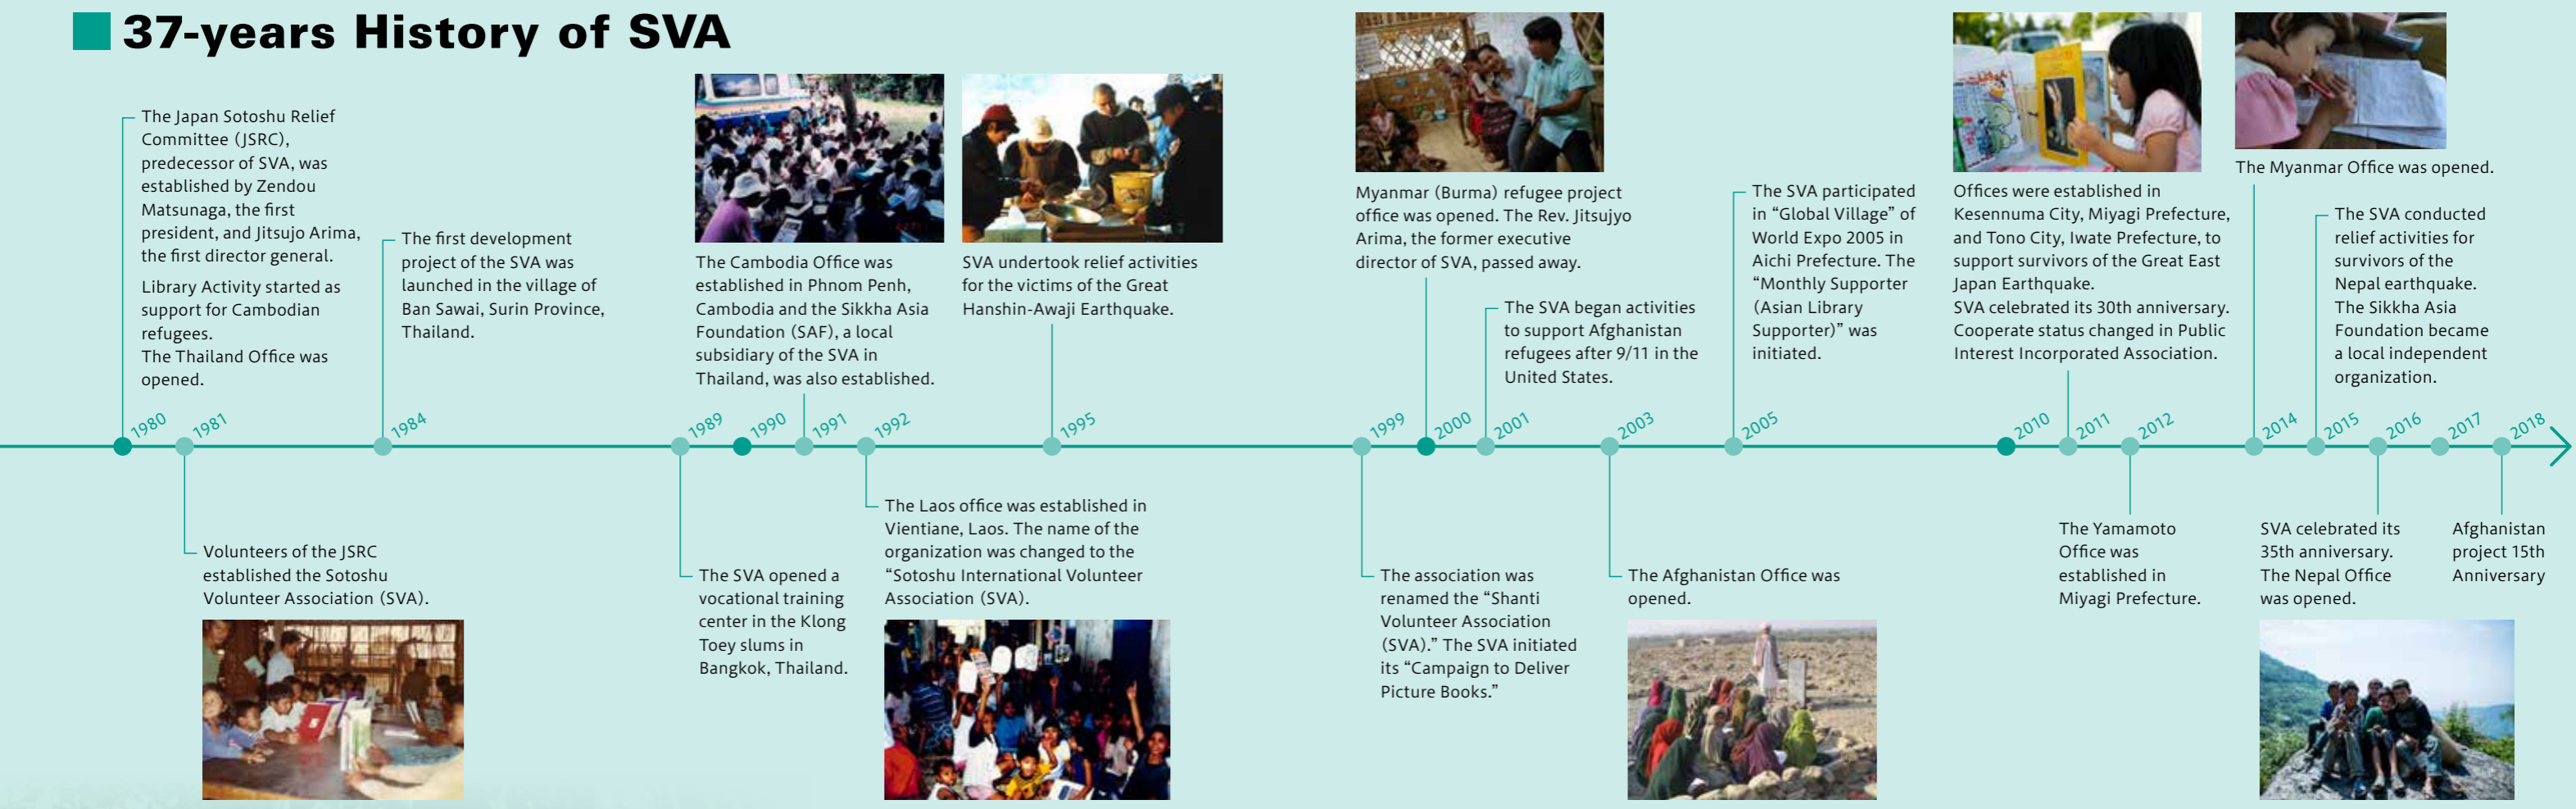 37-years History of SVA
The Japan Sotoshu Relief
Committee (JSRC),
predecessor of SVA, was
established by Zendou
Matsunaga, the first
president, and Jitsujo Arima,
the first director general.
Library Activity started as
support for Cambodian
refugees.
The Thailand Office was
opened.
The first development
project of the SVA was
launched in the village of
Ban Sawai, Surin Province,
Thailand.
The Cambodia Office was
established in Phnom Penh,
Cambodia and the Sikkha Asia
Foundation (SAF), a local
subsidiary of the SVA in
Thailand, was also established.
SVA undertook relief activities
for the victims of the Great
Hanshin-Awaji Earthquake.
Myanmar (Burma) refugee project
office was opened. The Rev. Jitsujyo
Arima, the former executive
director of SVA, passed away.
The SVA began activities
to support Afghanistan
refugees after 9/11 in the
United States.
The SVA participated
in “Global Village” of
World Expo 2005 in
Aichi Prefecture. The
“Monthly Supporter
(Asian Library
Supporter)” was
initiated.
Offices were established in
Kesennuma City, Miyagi Prefecture,
and Tono City, Iwate Prefecture, to
support survivors of the Great East
Japan Earthquake.
SVA celebrated its 30th anniversary.
Cooperate status changed in Public
Interest Incorporated Association.
The Myanmar Office was opened.
The SVA conducted
relief activities for
survivors of the
Nepal earthquake.
The Sikkha Asia
Foundation became
a local independent
organization.
1980
1981
1984
1989
1990
1991
1992
1995
1999
2000
2001
2003
2005
2010
2011
2012
2014
2015
2016
2017
2018
Volunteers of the JSRC
established the Sotoshu
Volunteer Association (SVA).
The SVA opened a
vocational training
center in the Klong
Toey slums in
Bangkok, Thailand.
The Laos office was established in
Vientiane, Laos. The name of the
organization was changed to the
“Sotoshu International Volunteer
Association (SVA).
The association was
renamed the “Shanti
Volunteer Association
(SVA).” The SVA initiated
its “Campaign to Deliver
Picture Books.”
The Afghanistan Office was
opened.
The Yamamoto
Office was
established in
Miyagi Prefecture.
SVA celebrated its
35th anniversary.
The Nepal Office
was opened.
Afghanistan
project 15th
Anniversary